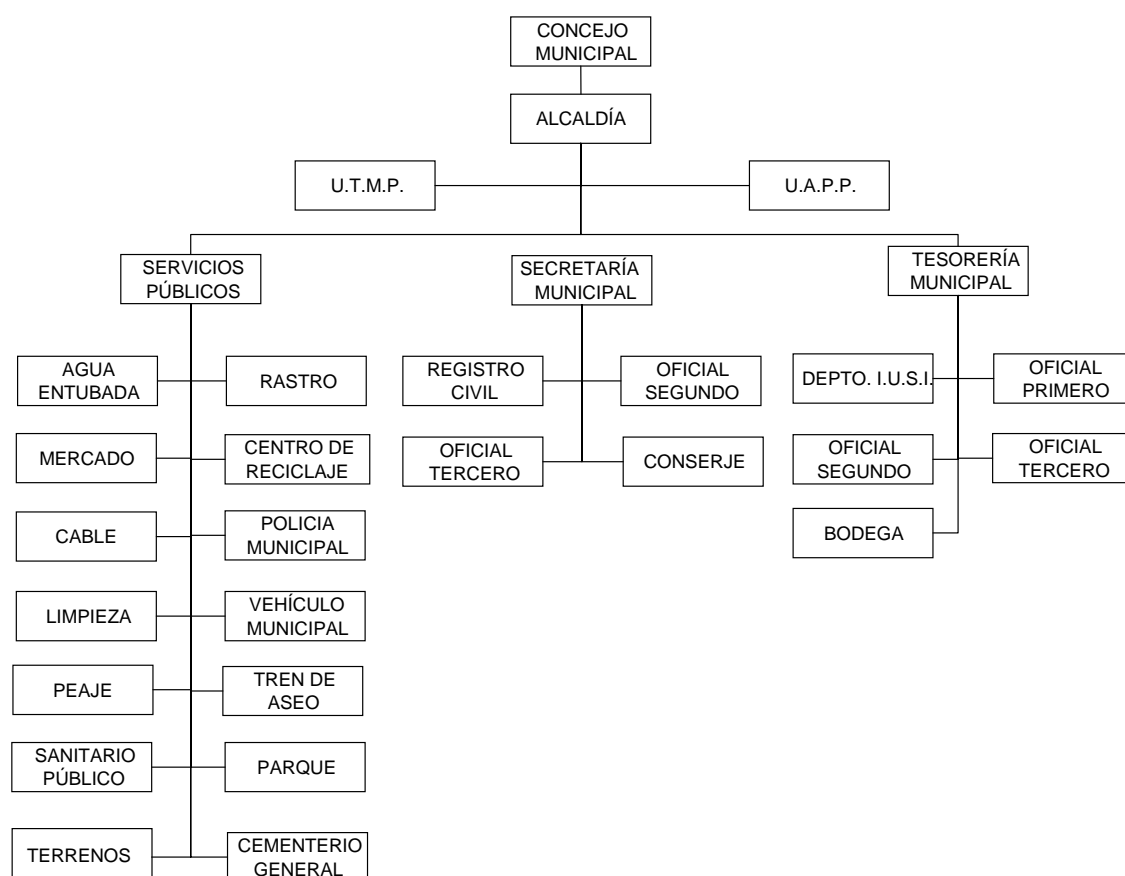 CONCEJO
MUNICIPAL
ALCALDÍA
U.T.M.P.
U.A.P.P.
SERVICIOS
PÚBLICOS
SECRETARÍA
MUNICIPAL
TESORERÍA
MUNICIPAL
AGUA
ENTUBADA
RASTRO
MERCADO
CENTRO DE
RECICLAJE
CABLE
POLICIA
MUNICIPAL
LIMPIEZA
VEHÍCULO
MUNICIPAL
PEAJE
TREN DE
ASEO
SANITARIO
PÚBLICO
PARQUE
TERRENOS
CEMENTERIO
GENERAL
REGISTRO
CIVIL
OFICIAL
SEGUNDO
OFICIAL
TERCERO
CONSERJE
DEPTO. I.U.S.I.
OFICIAL
PRIMERO
OFICIAL
SEGUNDO
OFICIAL
TERCERO
BODEGA